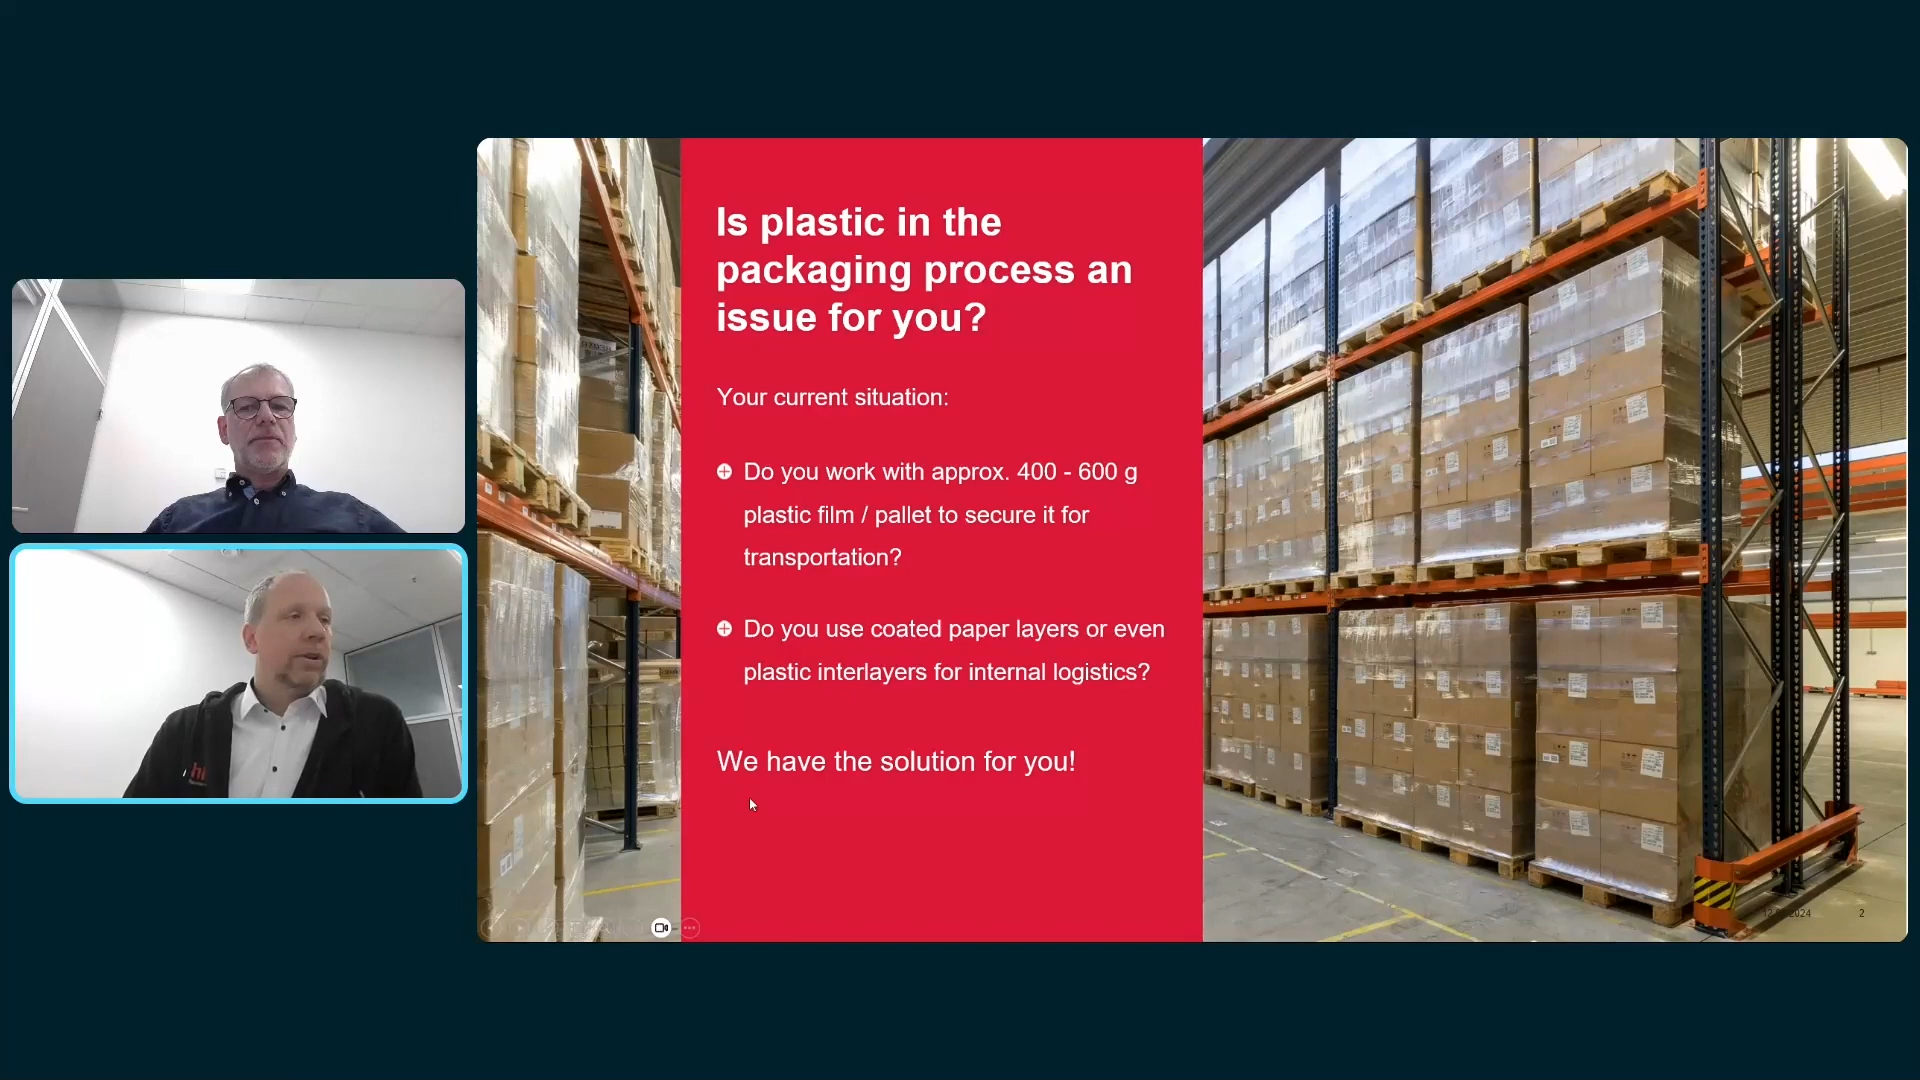 Is plastic in the
packaging process an
issue for you?
Your current situation:
Do you work with approx. 400 - 600 g
plastic film / pallet to secure it for
transportation?
Do you use coated paper layers or even
plastic interlayers for internal logistics?
We have the solution for you!
2